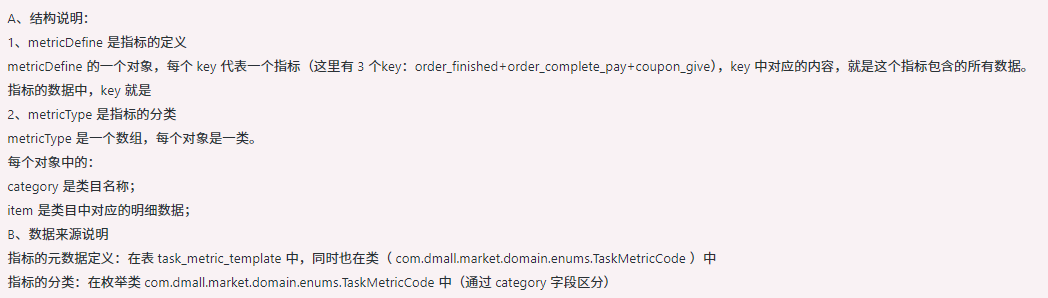 A、结构说明：
1、metricDefine 是指标的定义
metricDefine 的一个对象，每个 key 代表一个指标（这里有 3 个key：order_finished+order_complete_pay+coupon_give），key 中对应的内容，就是这个指标包含的所有数据。
指标的数据中，key 就是
2、metricType 是指标的分类
metricType 是一个数组，每个对象是一类。
每个对象中的：
category 是类目名称；
item 是类目中对应的明细数据；
B、数据来源说明
指标的元数据定义：在表 task_metric_template 中，同时也在类（ com.dmall.market.domain.enums.TaskMetricCode ）中
指标的分类：在枚举类 com.dmall.market.domain.enums.TaskMetricCode 中（通过 category 字段区分）